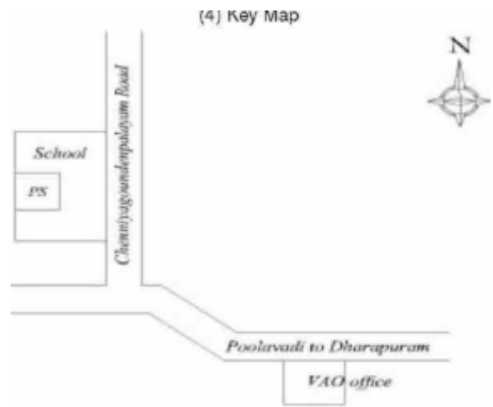 (4) Key Map
N
School
PS
Chenniyagoundenpalayam Road
Poolavadi to Dharapuram
VAO office